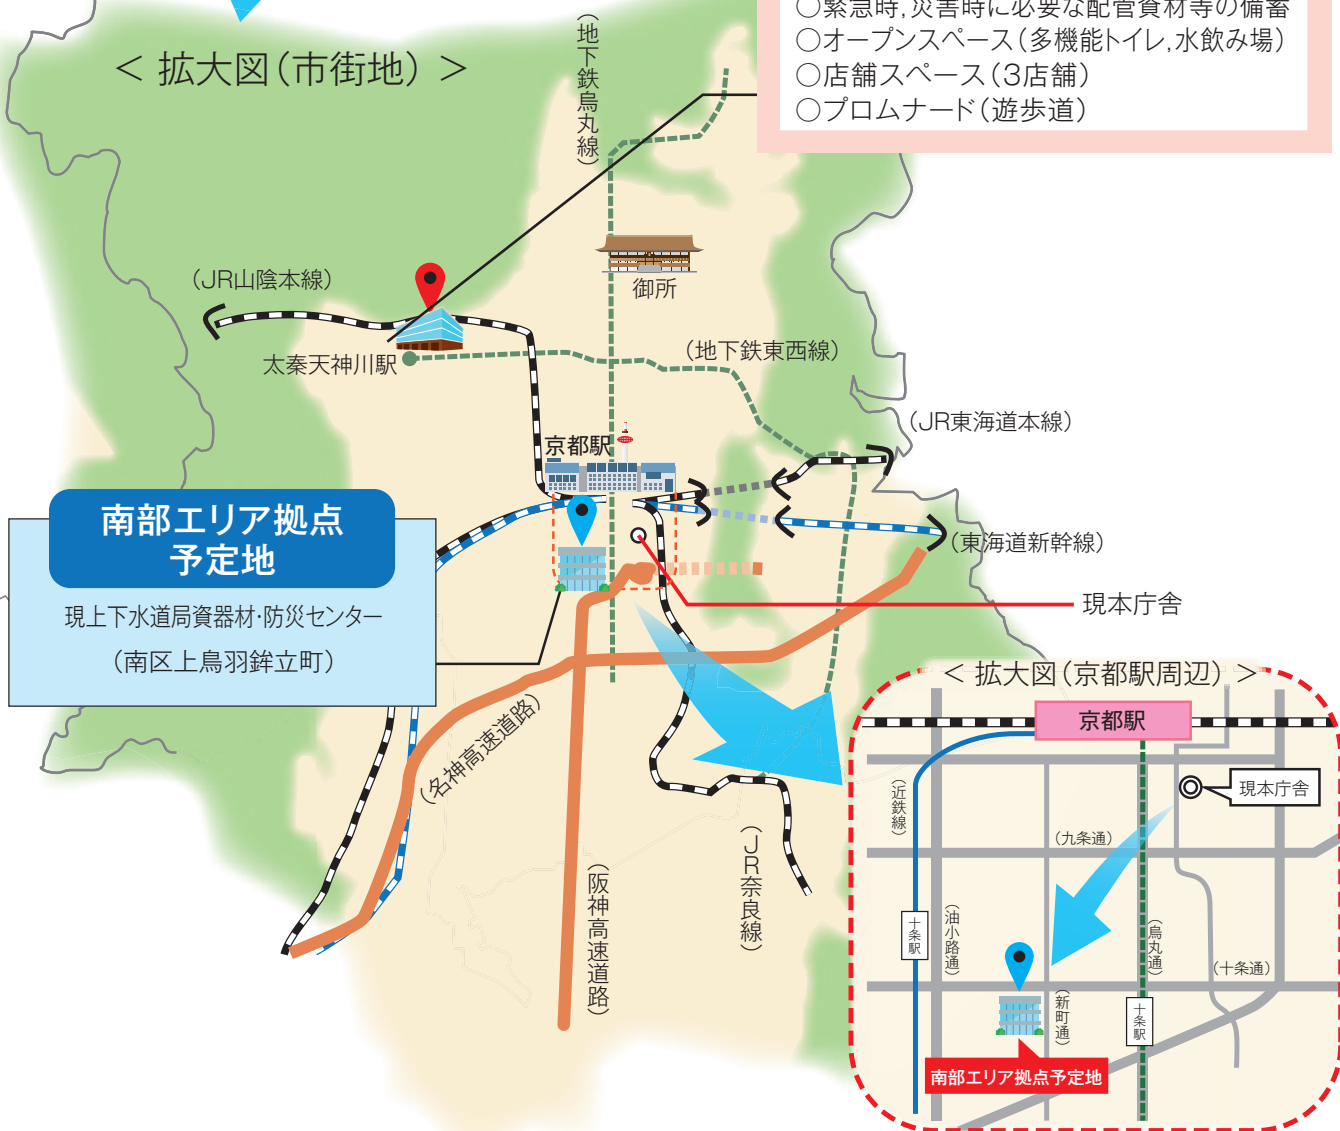 ○緊急時,災害時に必要な配管資材等の備蓄
○オープンスペース(多機能トイレ,水飲み場)
○店舗スペース(3店舗)
○プロムナード(遊歩道)
＜ 拡大図(市街地) ＞
(地下鉄烏丸線)
御所
(JR山陰本線)
太秦天神川駅
(地下鉄東西線)
(JR東海道本線)
京都駅
南部エリア拠点
予定地
現上下水道局資器材・防災センター
(南区上鳥羽鉾立町)
(東海道新幹線)
現本庁舎
(名神高速道路)
(阪神高速道路)
(JR奈良線)
＜ 拡大図(京都駅周辺) ＞
京都駅
(近鉄線)
現本庁舎
(九条通)
十条駅
(油小路通)
(烏丸通)
(十条通)
(新町通)
十条駅
南部エリア拠点予定地